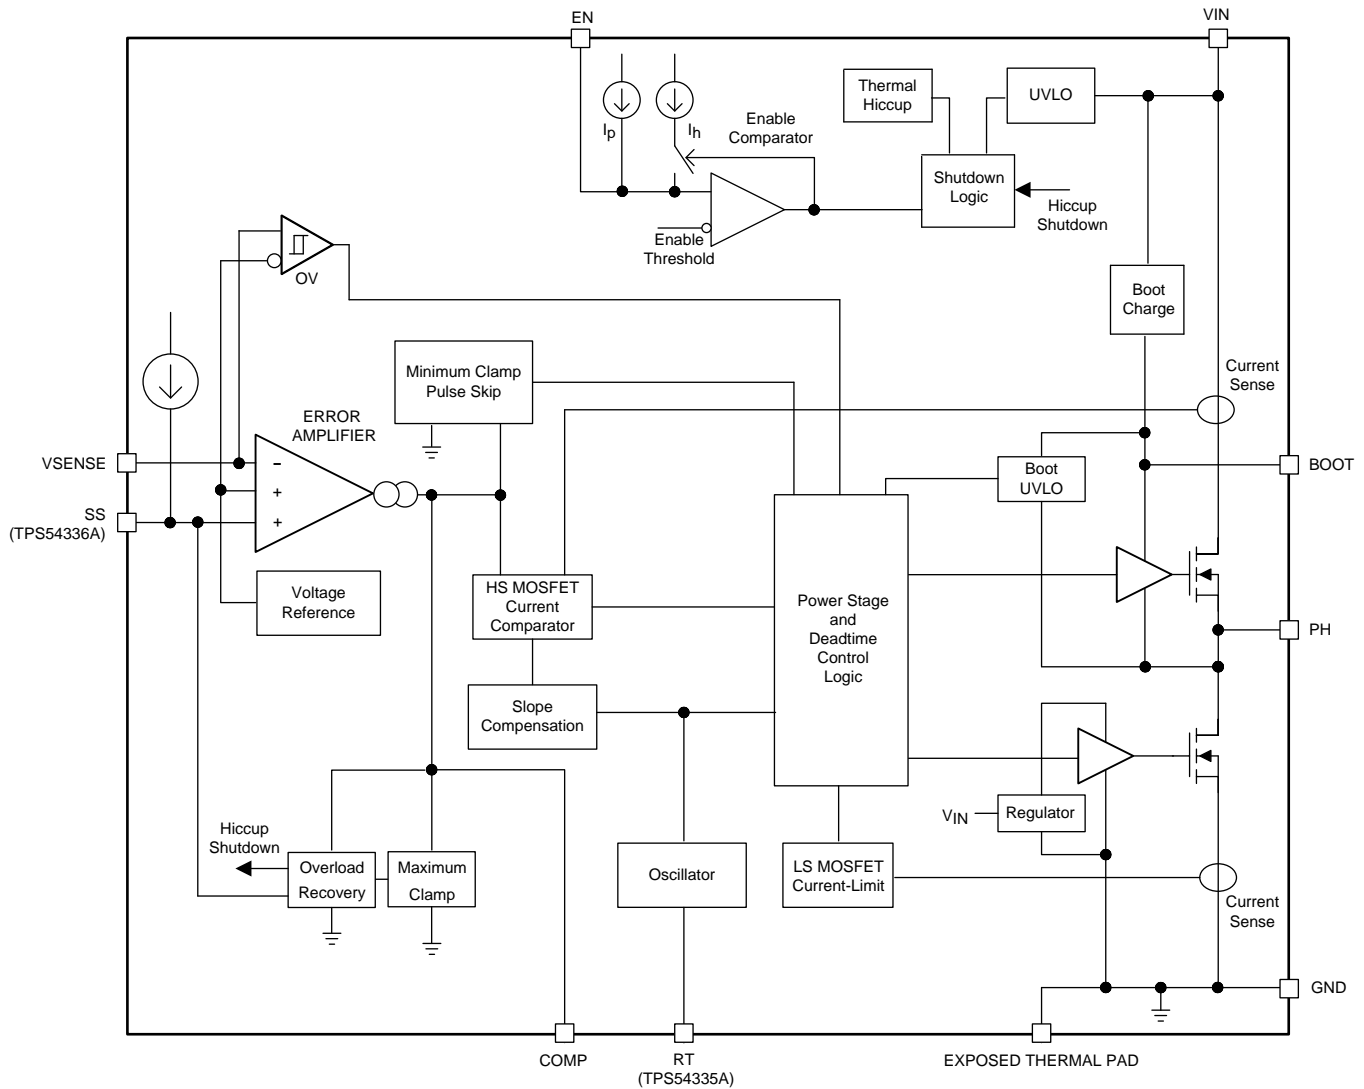 EN
VIN
Thermal
Hiccup
UVLO
Ip
Ih
Enable
Comparator
Shutdown
Logic
Hiccup
Shutdown
Enable
Threshold
OV
Boot
Charge
Minimum Clamp
Pulse Skip
Current
Sense
ERROR
AMPLIFIER
VSENSE
-
+
+
SS
(TPS54336A)
Boot
UVLO
BOOT
Voltage
Reference
HS MOSFET
Current
Comparator
Power Stage
and
Deadtime
Control
Logic
PH
Slope
Compensation
VIN
Regulator
Hiccup
Shutdown
Overload
Recovery
Maximum
Clamp
Oscillator
LS MOSFET
Current-Limit
Current
Sense
GND
COMP
RT
(TPS54335A)
EXPOSED THERMAL PAD